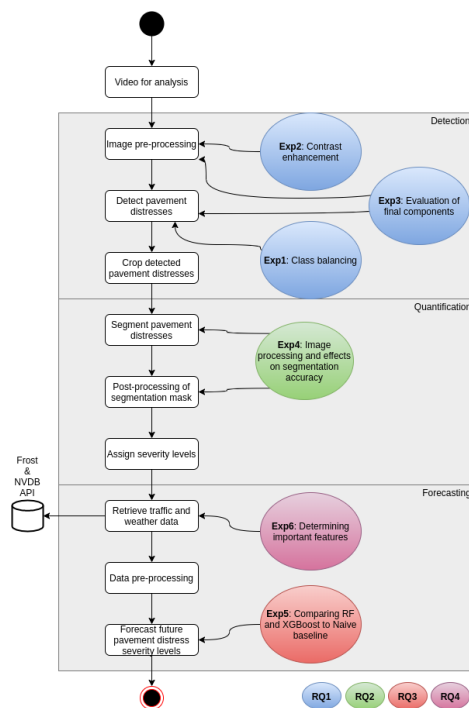 Video for analysis
Detection
Image pre-processing
Exp2: Contrast
enhancement
Exp3: Evaluation of
final components
Detect pavement
distresses
Exp1: Class balancing
Crop detected
pavement distresses
Quantification
Segment pavement
distresses
Exp4: Image
processing and effects
on segmentation
accuracy
Post-processing of
segmentation mask
Assign severity levels
Frost
&
NVDB
API
Forecasting
Retrieve traffic and
weather data
Exp6: Determining
important features
Data pre-processing
Exp5: Comparing RF
and XGBoost to Naive
baseline
Forecast future
pavement distress
severity levels
RQ1
RQ2
RQ3
RQ4